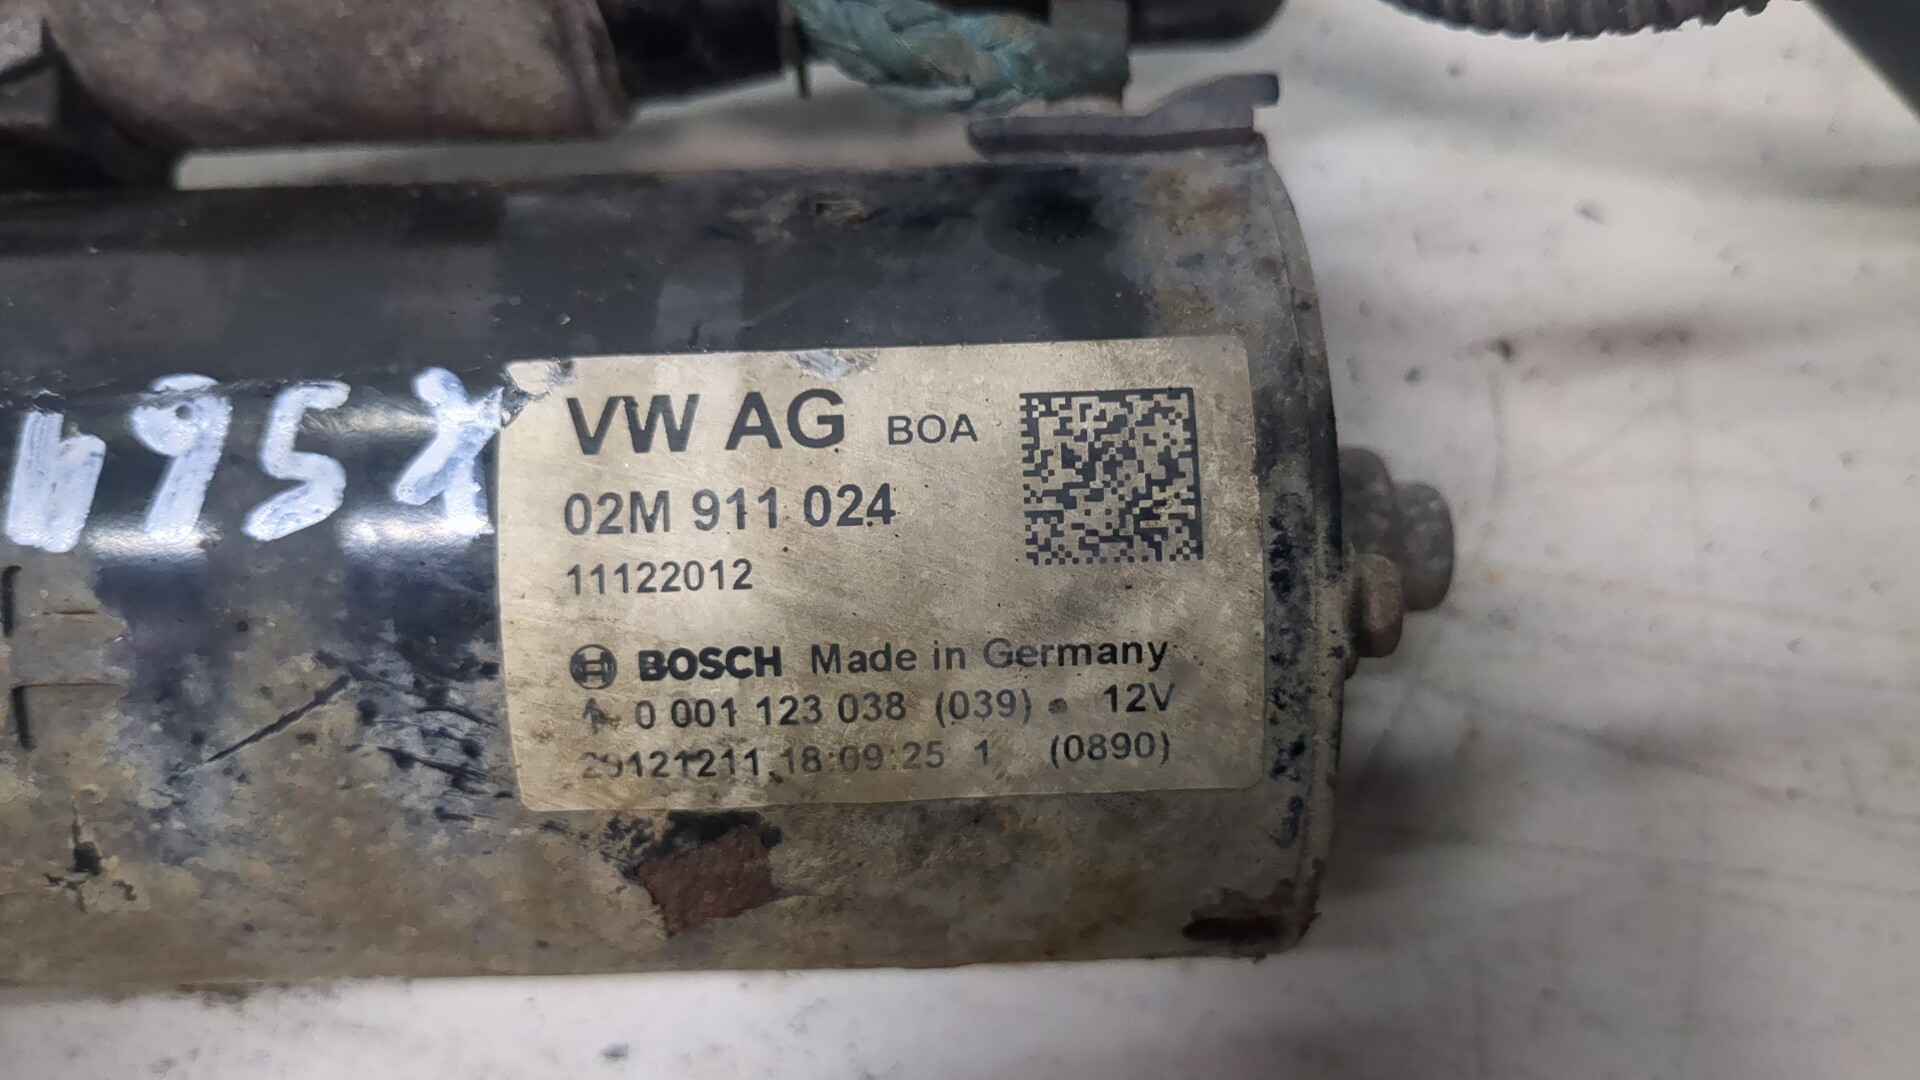 VW AG BOA
02M 911 024
11122012
BOSCH Made in Germany
0 001 123 038 (039) 12V
29121211 18:09:25 1 (0890)